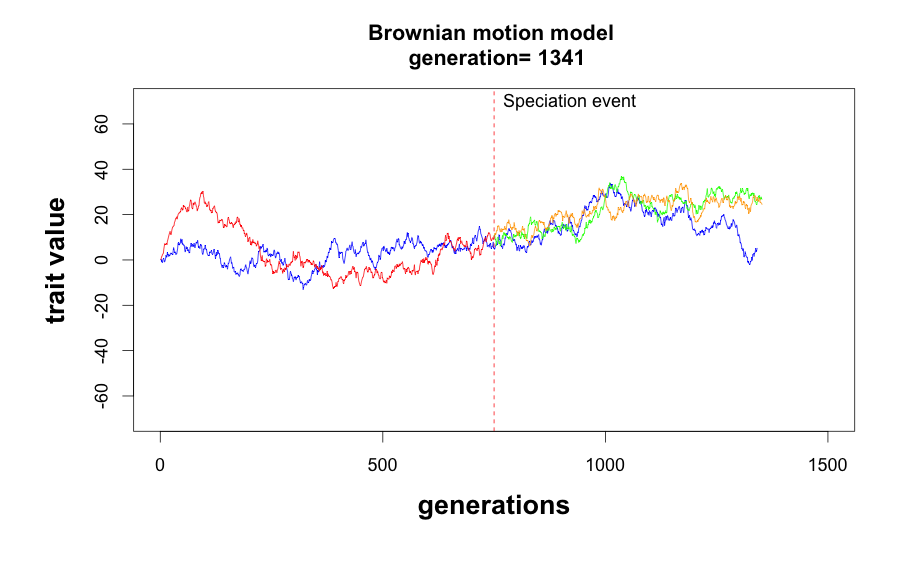 Brownian motion model
generation= 1341
Speciation event
60
40
20
0
-20
-40
-60
trait value
0 500 1000 1500
generations